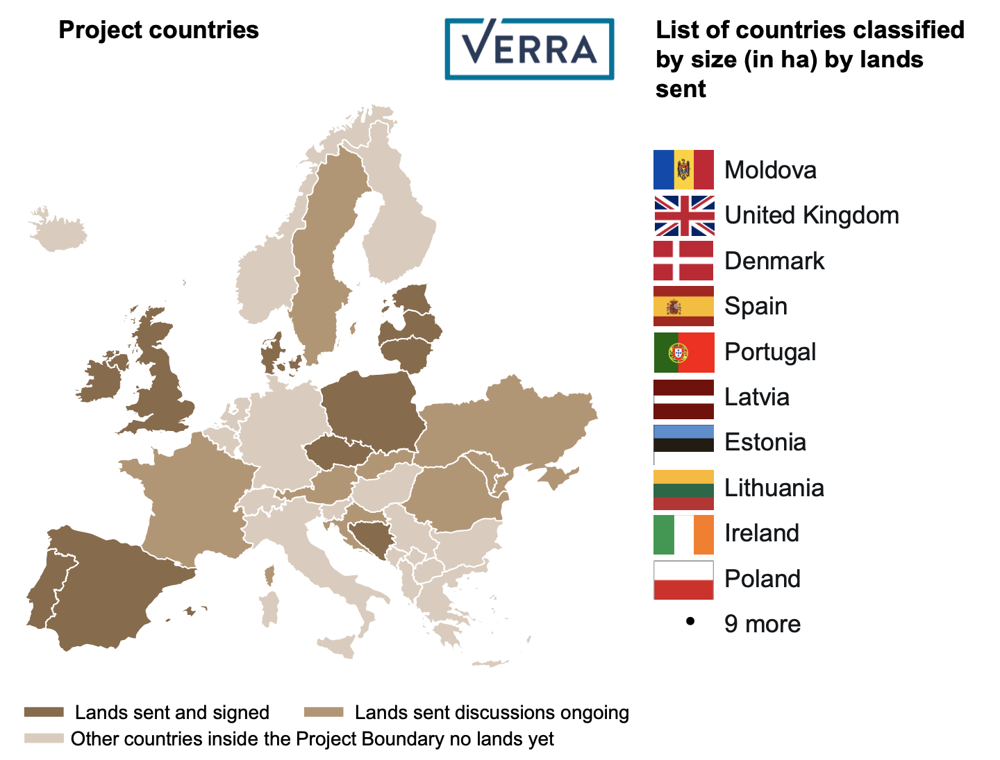 Project countries
VERRA
List of countries classified
by size (in ha) by lands
sent
Moldova
United Kingdom
Denmark
Spain
Portugal
Latvia
Estonia
Lithuania
Ireland
Poland
• 9 more
Lands sent and signed
Lands sent discussions ongoing
Other countries inside the Project Boundary no lands yet